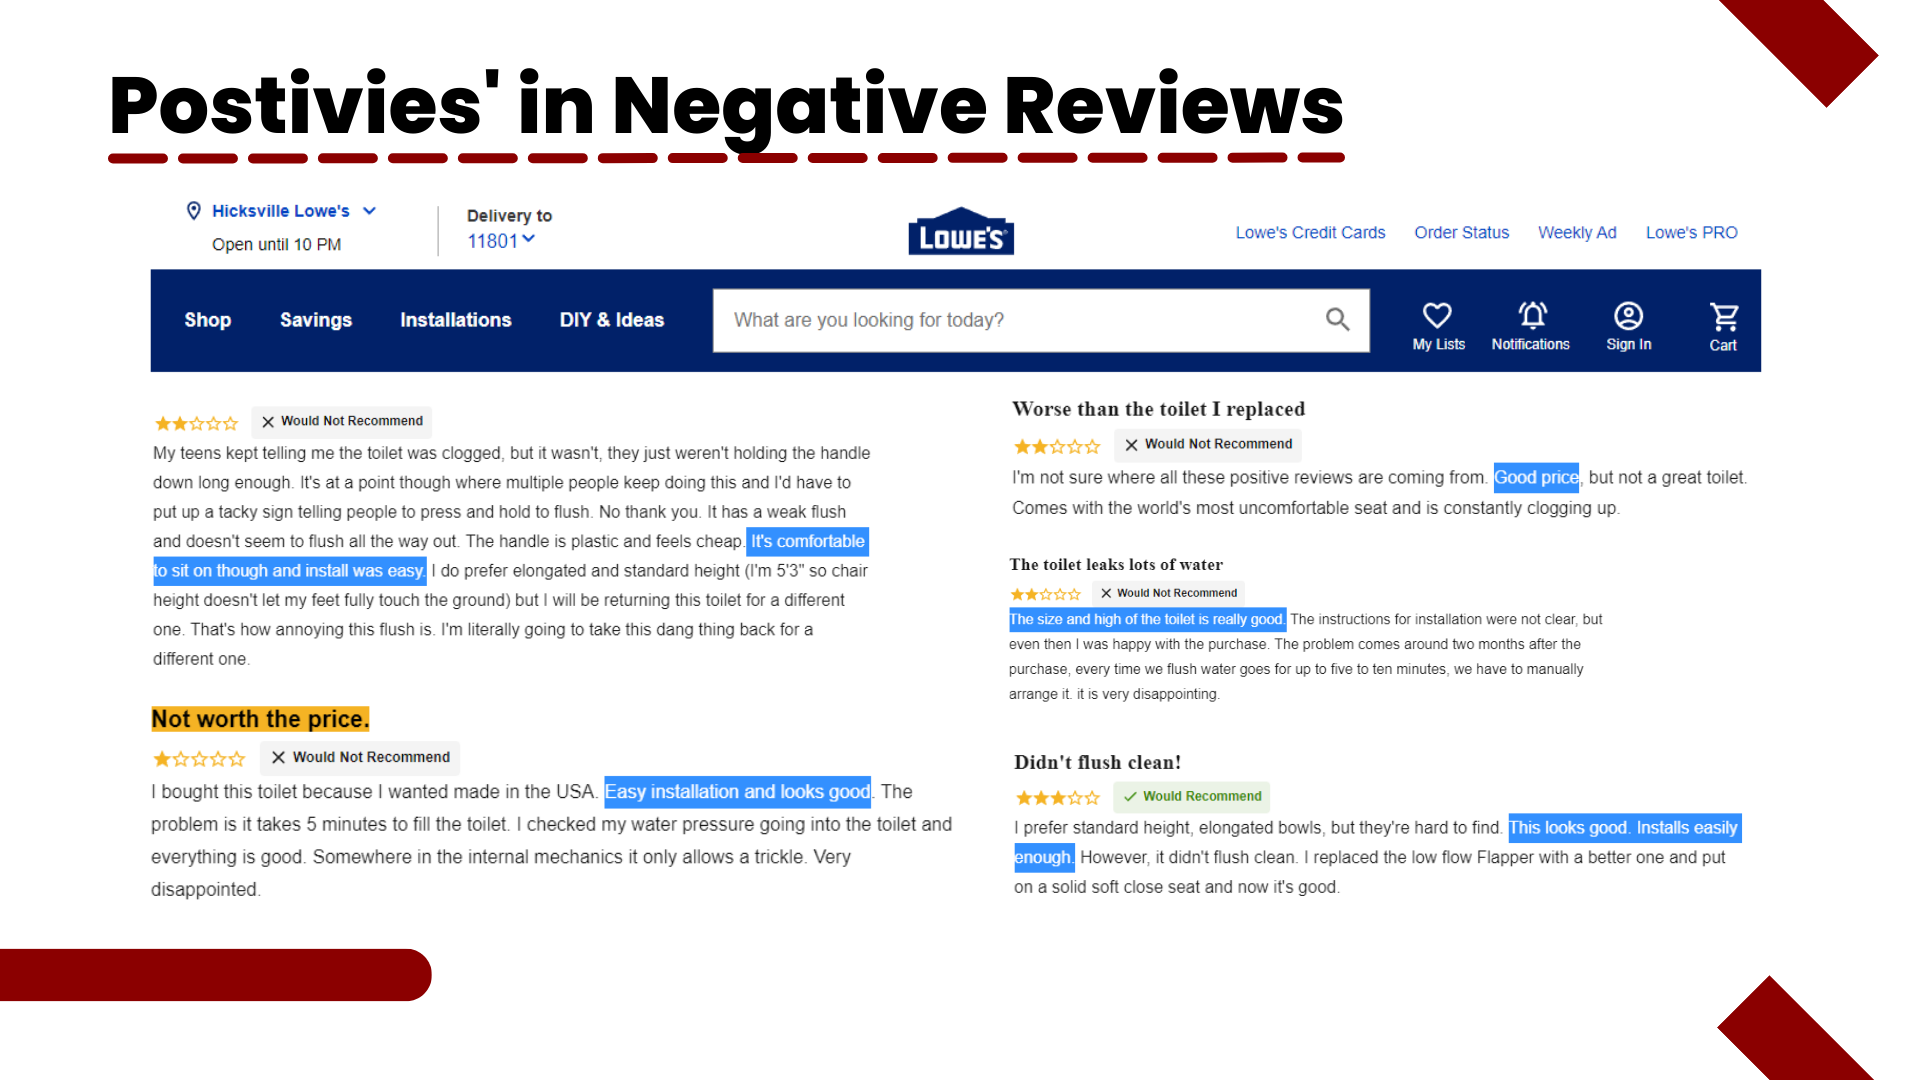 Postivies' in Negative Reviews
Hicksville Lowe's
Open until 10 PM
Delivery to
11801
LOWE'S
Lowe's Credit Cards
Order Status
Weekly Ad
Lowe's PRO
Shop
Savings
Installations
DIY & Ideas
What are you looking for today?
My Lists
Notifications
Sign In
Cart
Would Not Recommend
My teens kept telling me the toilet was clogged, but it wasn't, they just weren't holding the handle
down long enough. It's at a point though where multiple people keep doing this and I'd have to
put up a tacky sign telling people to press and hold to flush. No thank you. It has a weak flush
and doesn't seem to flush all the way out. The handle is plastic and feels cheap. It's comfortable
to sit on though and install was easy. I do prefer elongated and standard height (I'm 5'3" so chair
height doesn't let my feet fully touch the ground) but I will be returning this toilet for a different
one. That's how annoying this flush is. I'm literally going to take this dang thing back for a
different one.
Not worth the price.
Would Not Recommend
I bought this toilet because I wanted made in the USA. Easy installation and looks good. The
problem is it takes 5 minutes to fill the toilet. I checked my water pressure going into the toilet and
everything is good. Somewhere in the internal mechanics it only allows a trickle. Very
disappointed.
Worse than the toilet I replaced
Would Not Recommend
I'm not sure where all these positive reviews are coming from. Good price, but not a great toilet.
Comes with the world's most uncomfortable seat and is constantly clogging up.
The toilet leaks lots of water
Would Not Recommend
The size and high of the toilet is really good. The instructions for installation were not clear, but
even then I was happy with the purchase. The problem comes around two months after the
purchase, every time we flush water goes for up to five to ten minutes, we have to manually
arrange it. it is very disappointing.
Didn't flush clean!
Would Recommend
I prefer standard height, elongated bowls, but they're hard to find. This looks good. Installs easily
enough. However, it didn't flush clean. I replaced the low flow Flapper with a better one and put
on a solid soft close seat and now it's good.